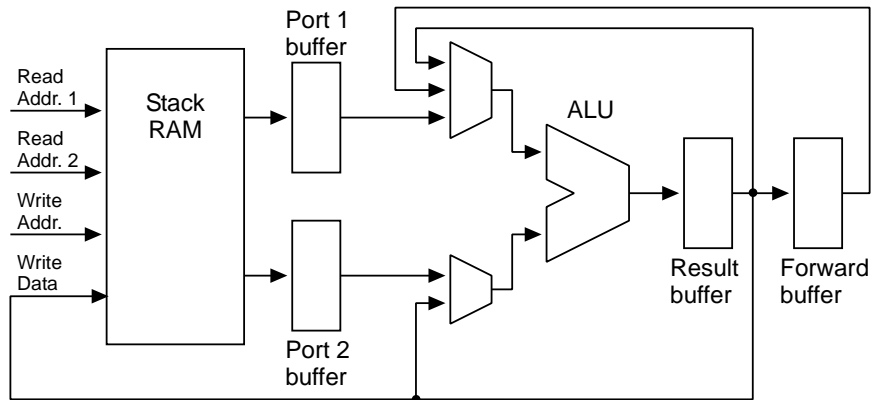 Port 1
buffer
Read
Addr. 1
Stack
RAM
ALU
Read
Addr. 2
Write
Addr.
Write
Data
Result
buffer
Forward
buffer
Port 2
buffer